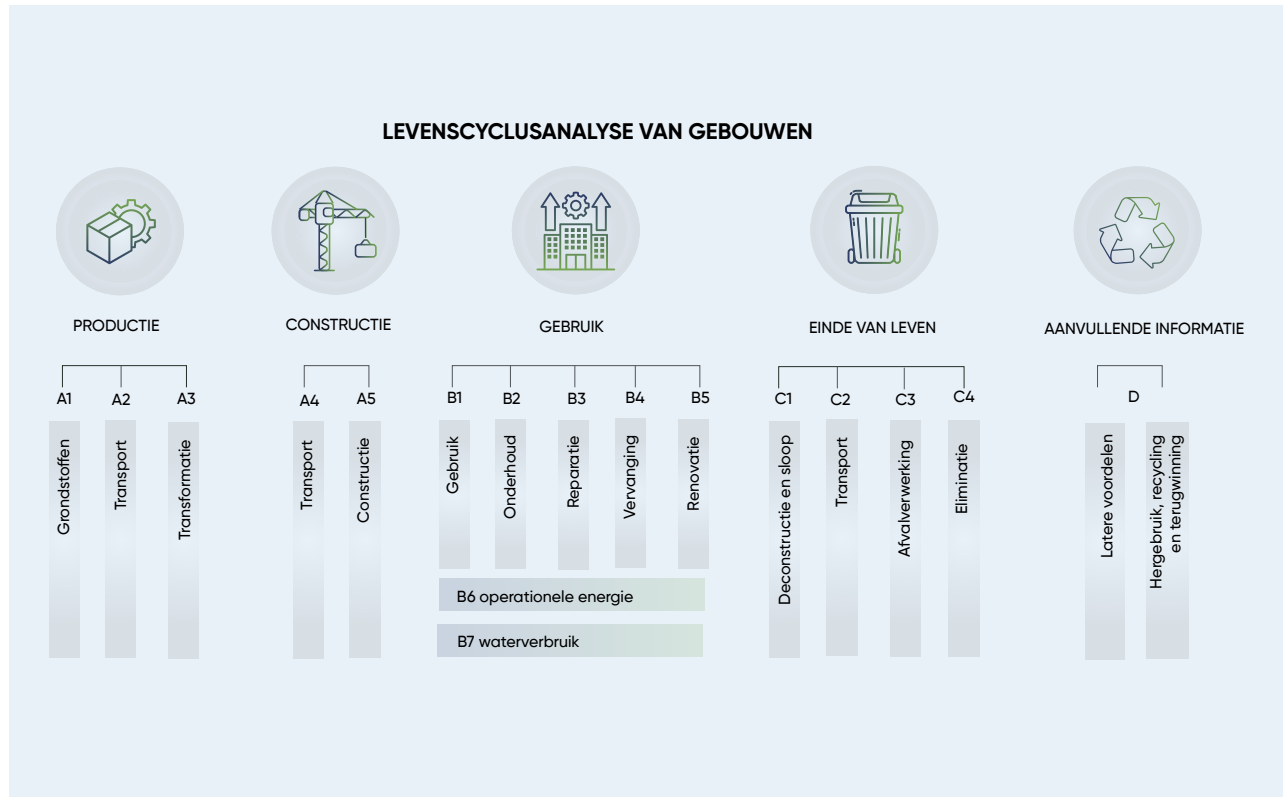 LEVENSCYCLUSANALYSE VAN GEBOUWEN
PRODUCTIE
A1
A2
A3
Grondstoffen
Transport
Transformatie
CONSTRUCTIE
A4
A5
Transport
Constructie
GEBRUIK
B1
B2
B3
B4
B5
Gebruik
Onderhoud
Reparatie
Vervanging
Renovatie
B6 operationele energie
B7 waterverbruik
EINDE VAN LEVEN
C1
C2
C3
C4
Deconstructie en sloop
Transport
Afvalverwerking
Eliminatie
AANVULLENDE INFORMATIE
D
Latere voordelen
Hergebruik, recycling
en terugwinning